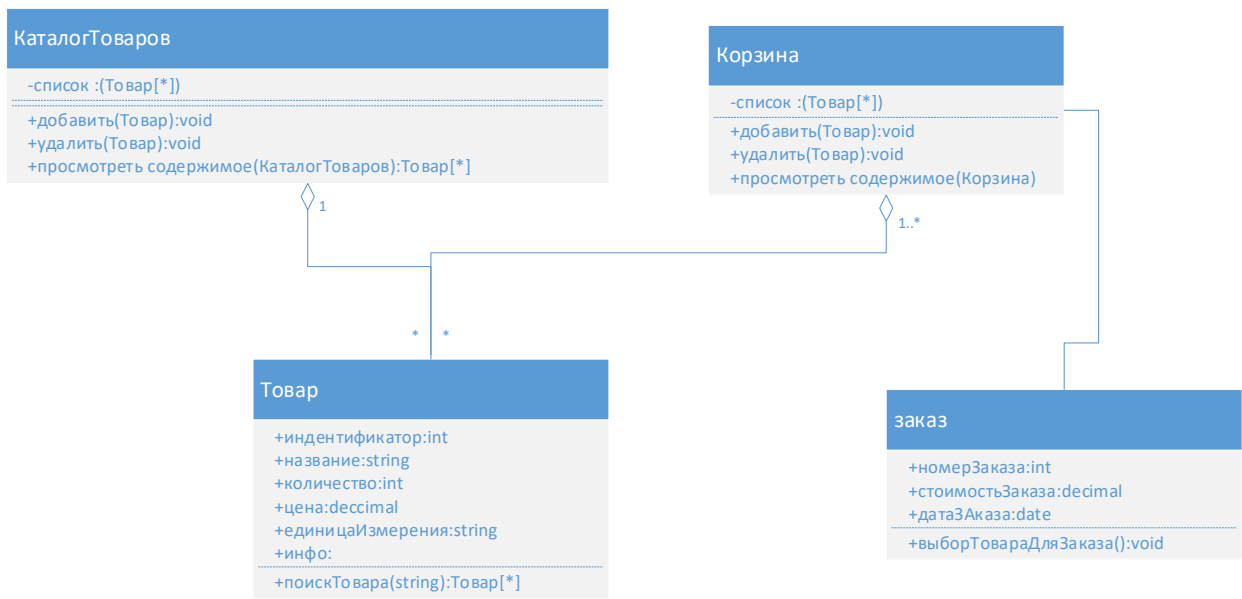 КаталогТоваров
-список :(Товар[*])
+добавить(Товар):void
+удалить(Товар):void
+просмотреть содержимое(КаталогТоваров):Товар[*]
1
Корзина
-список :(Товар[*])
+добавить(Товар):void
+удалить(Товар):void
+просмотреть содержимое(Корзина)
1..*
*
*
Товар
+индентификатор:int
+название:string
+количество:int
+цена:deccimal
+единицаИзмерения:string
+инфо:
+поискТовара(string):Товар[*]
заказ
+номерЗаказа:int
+стоимостьЗаказа:decimal
+датаЗАказа:date
+выборТовараДляЗаказа():void